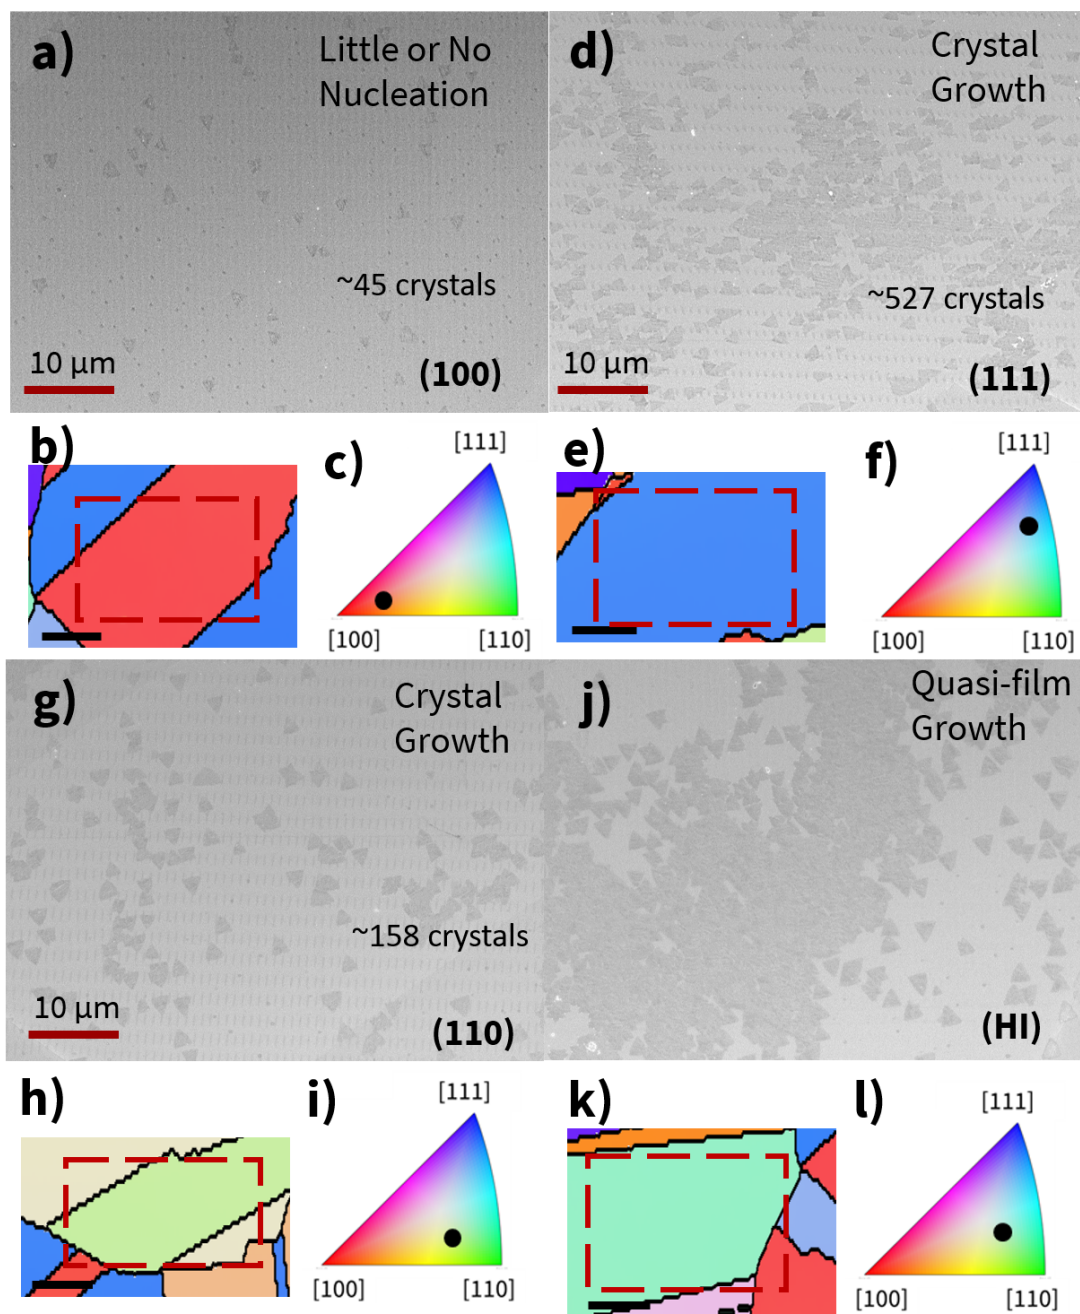 a)
Little or No
Nucleation
~45 crystals
10 µm
(100)
d)
Crystal
Growth
~527 crystals
10 µm
(111)
b)
c)
[111]
[100]
[110]
e)
f)
[111]
[100]
[110]
g)
Crystal
Growth
~158 crystals
10 µm
(110)
j)
Quasi-film
Growth
(HI)
h)
i)
[111]
[100]
[110]
k)
l)
[111]
[100]
[110]